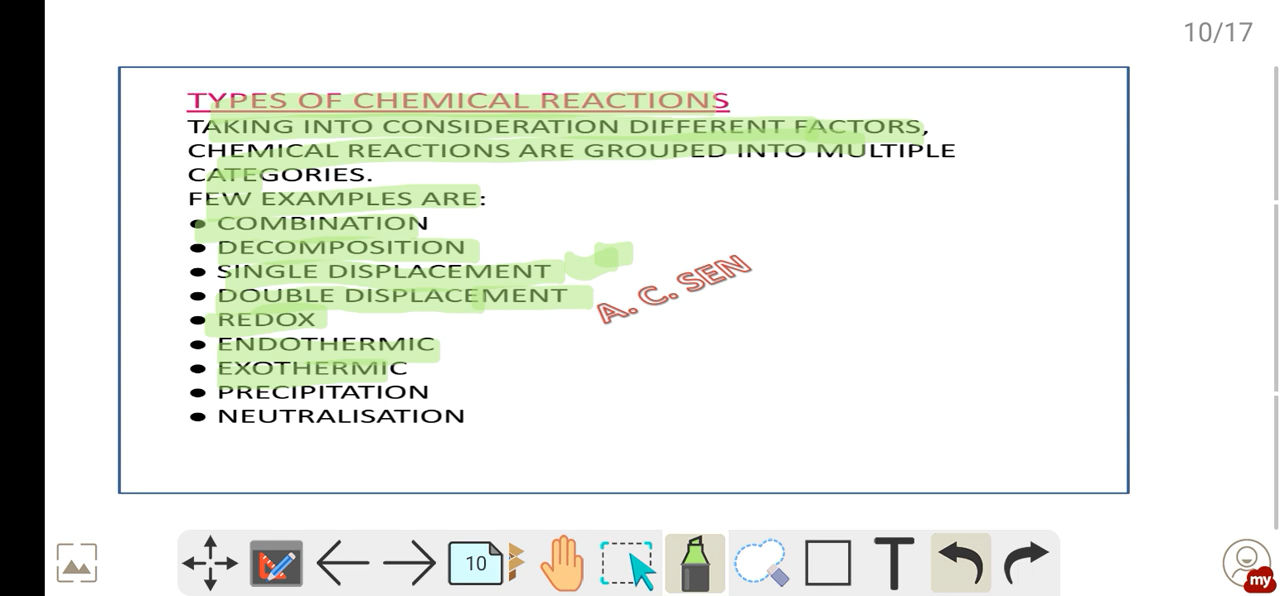 10/17
TYPES OF CHEMICAL REACTIONS
TAKING INTO CONSIDERATION DIFFERENT FACTORS,
CHEMICAL REACTIONS ARE GROUPED INTO MULTIPLE
CATEGORIES.
FEW EXAMPLES ARE:
● COMBINATION
● DECOMPOSITION
● SINGLE DISPLACEMENT
● DOUBLE DISPLACEMENT
● REDOX
● ENDOTHERMIC
● EXOTHERMIC
● PRECIPITATION
● NEUTRALISATION
A. C. SEN
10
T
my